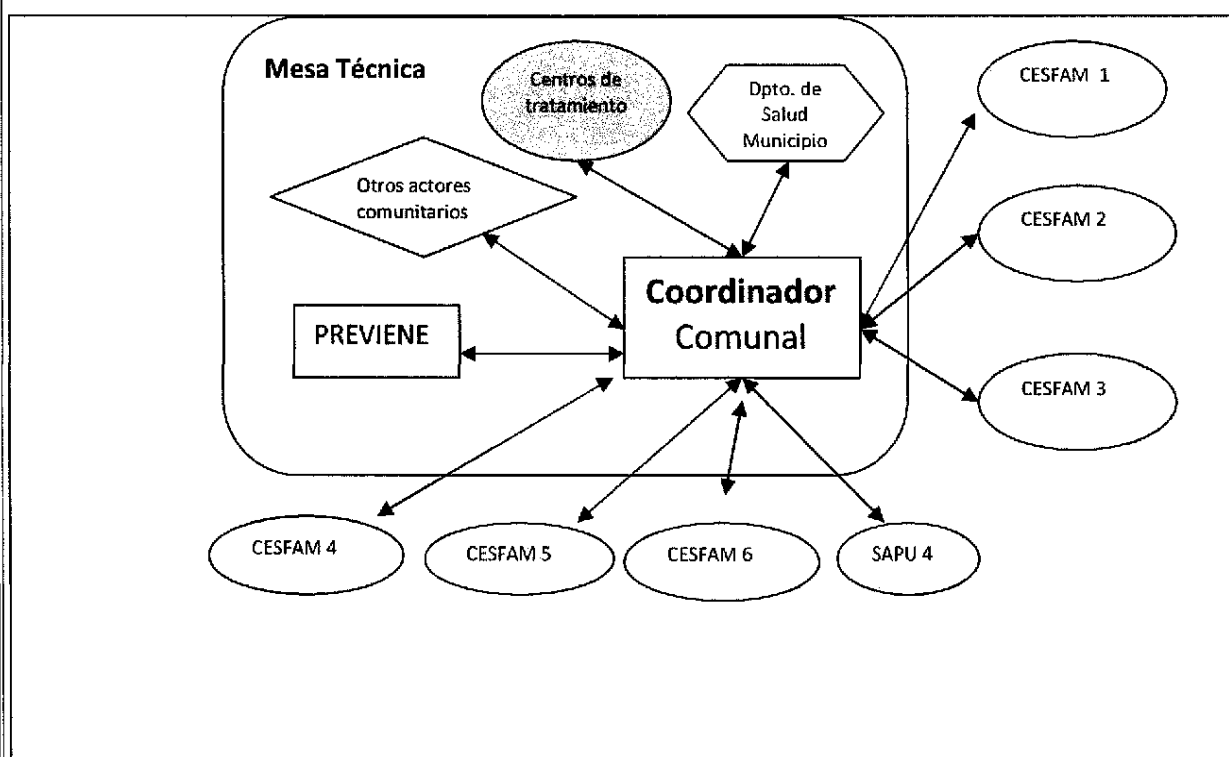 Mesa Técnica
Centros de
tratamiento
Dpto. de
Salud
Municipio
CESFAM 1
Otros actores
comunitarios
CESFAM 2
Coordinador
Comunal
PREVIENE
CESFAM 3
CESFAM 4
CESFAM 5
CESFAM 6
SAPU 4